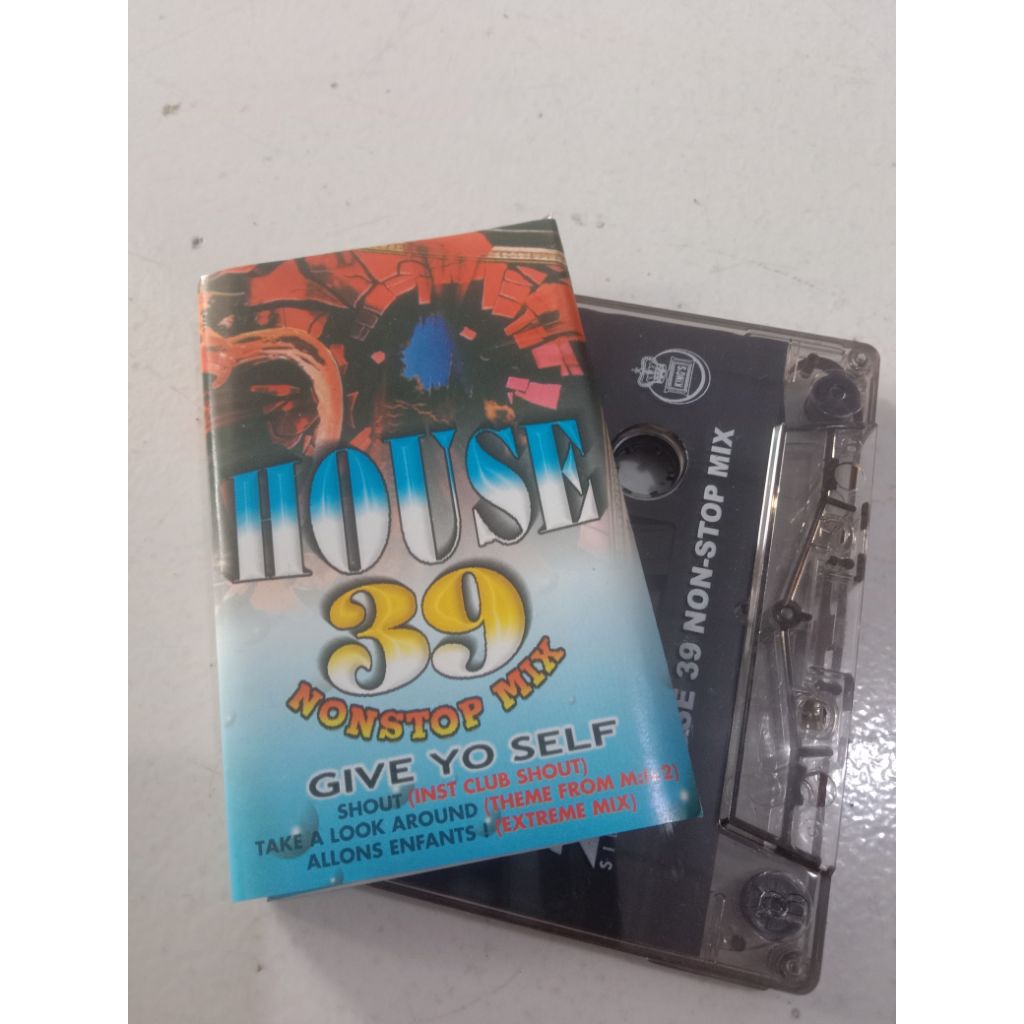 HOUSE
39
NONSTOP MIX
GIVE YO SELF
SHOUT (INST CLUB SHOUT)
TAKE A LOOK AROUND (THEME FROM M:I:2)
ALLONS ENFANTS ! (EXTREME MIX)
KING'S
39 NON-STOP MIX